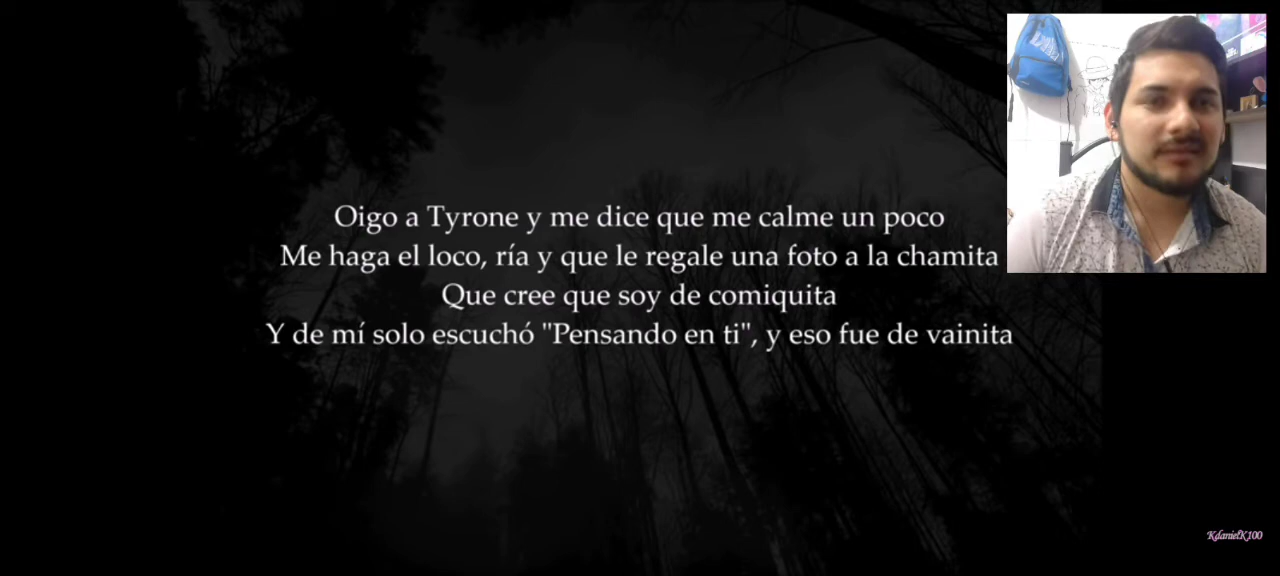 Oigo a Tyrone y me dice que me calme un poco
Me haga el loco, ría y que le regale una foto a la chamita
Que cree que soy de comiquita
Y de mí solo escuchó "Pensando en ti", y eso fue de vainita
KdanielK100